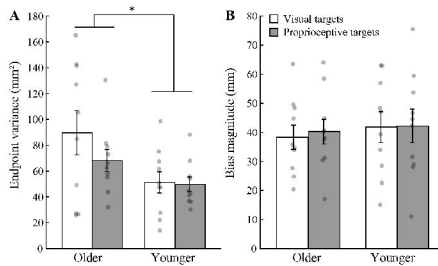 A
*
Endpoint variance (mm²)
180
160
140
120
100
80
60
40
20
0
Older
Younger
B
Visual targets
Proprioceptive targets
Bias magnitude (mm)
80
70
60
50
40
30
20
10
0
Older
Younger